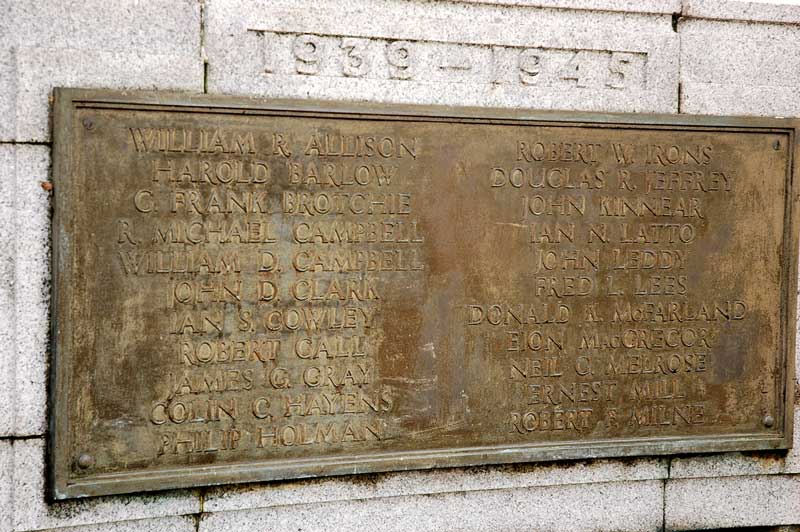 1939 – 1945
WILLIAM R. ALLISON
HAROLD BARLOW
C. FRANK BROTCHIE
R. MICHAEL CAMPBELL
WILLIAM D. CAMPBELL
JOHN D. CLARK
IAN S. COWLEY
ROBERT GALL
JAMES G. GRAY
COLIN G. HAYENS
PHILIP HOLMAN
ROBERT W. IRONS
DOUGLAS R. JEFFREY
JOHN KINNEAR
IAN N. LATTO
JOHN LEDDY
FRED L. LEES
DONALD K. McFARLAND
EION MacGREGOR
NEIL O. MELROSE
ERNEST MILL
ROBERT F. MILNE